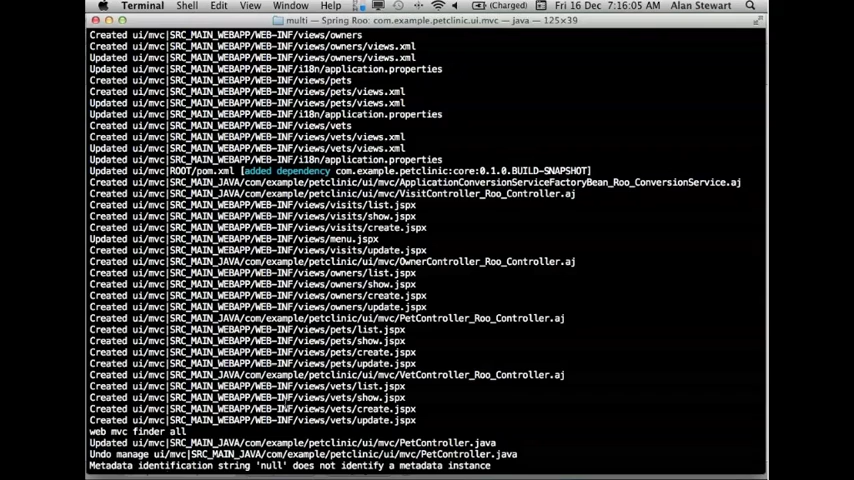 Terminal Shell Edit View Window Help (Charged) Fri 16 Dec 7:16:05 AM Alan Stewart
multi — Spring Roo: com.example.petclinic.ui.mvc — java — 125×39
Created ui/mvc|SRC_MAIN_WEBAPP/WEB-INF/views/owners
Created ui/mvc|SRC_MAIN_WEBAPP/WEB-INF/views/owners/views.xml
Updated ui/mvc|SRC_MAIN_WEBAPP/WEB-INF/views/owners/views.xml
Updated ui/mvc|SRC_MAIN_WEBAPP/WEB-INF/i18n/application.properties
Created ui/mvc|SRC_MAIN_WEBAPP/WEB-INF/views/pets
Created ui/mvc|SRC_MAIN_WEBAPP/WEB-INF/views/pets/views.xml
Updated ui/mvc|SRC_MAIN_WEBAPP/WEB-INF/views/pets/views.xml
Updated ui/mvc|SRC_MAIN_WEBAPP/WEB-INF/i18n/application.properties
Created ui/mvc|SRC_MAIN_WEBAPP/WEB-INF/views/vets
Created ui/mvc|SRC_MAIN_WEBAPP/WEB-INF/views/vets/views.xml
Updated ui/mvc|SRC_MAIN_WEBAPP/WEB-INF/views/vets/views.xml
Updated ui/mvc|SRC_MAIN_WEBAPP/WEB-INF/i18n/application.properties
Updated ui/mvc|ROOT/pom.xml [added dependency com.example.petclinic:core:0.1.0.BUILD-SNAPSHOT]
Created ui/mvc|SRC_MAIN_JAVA/com/example/petclinic/ui/mvc/ApplicationConversionServiceFactoryBean_Roo_ConversionService.aj
Created ui/mvc|SRC_MAIN_JAVA/com/example/petclinic/ui/mvc/VisitController_Roo_Controller.aj
Created ui/mvc|SRC_MAIN_WEBAPP/WEB-INF/views/visits/list.jspx
Created ui/mvc|SRC_MAIN_WEBAPP/WEB-INF/views/visits/show.jspx
Created ui/mvc|SRC_MAIN_WEBAPP/WEB-INF/views/visits/create.jspx
Updated ui/mvc|SRC_MAIN_WEBAPP/WEB-INF/views/menu.jspx
Created ui/mvc|SRC_MAIN_WEBAPP/WEB-INF/views/visits/update.jspx
Created ui/mvc|SRC_MAIN_JAVA/com/example/petclinic/ui/mvc/OwnerController_Roo_Controller.aj
Created ui/mvc|SRC_MAIN_WEBAPP/WEB-INF/views/owners/list.jspx
Created ui/mvc|SRC_MAIN_WEBAPP/WEB-INF/views/owners/show.jspx
Created ui/mvc|SRC_MAIN_WEBAPP/WEB-INF/views/owners/create.jspx
Created ui/mvc|SRC_MAIN_WEBAPP/WEB-INF/views/owners/update.jspx
Created ui/mvc|SRC_MAIN_JAVA/com/example/petclinic/ui/mvc/PetController_Roo_Controller.aj
Created ui/mvc|SRC_MAIN_WEBAPP/WEB-INF/views/pets/list.jspx
Created ui/mvc|SRC_MAIN_WEBAPP/WEB-INF/views/pets/show.jspx
Created ui/mvc|SRC_MAIN_WEBAPP/WEB-INF/views/pets/create.jspx
Created ui/mvc|SRC_MAIN_WEBAPP/WEB-INF/views/pets/update.jspx
Created ui/mvc|SRC_MAIN_JAVA/com/example/petclinic/ui/mvc/VetController_Roo_Controller.aj
Created ui/mvc|SRC_MAIN_WEBAPP/WEB-INF/views/vets/list.jspx
Created ui/mvc|SRC_MAIN_WEBAPP/WEB-INF/views/vets/show.jspx
Created ui/mvc|SRC_MAIN_WEBAPP/WEB-INF/views/vets/create.jspx
Created ui/mvc|SRC_MAIN_WEBAPP/WEB-INF/views/vets/update.jspx
web mvc finder all
Updated ui/mvc|SRC_MAIN_JAVA/com/example/petclinic/ui/mvc/PetController.java
Undo manage ui/mvc|SRC_MAIN_JAVA/com/example/petclinic/ui/mvc/PetController.java
Metadata identification string 'null' does not identify a metadata instance